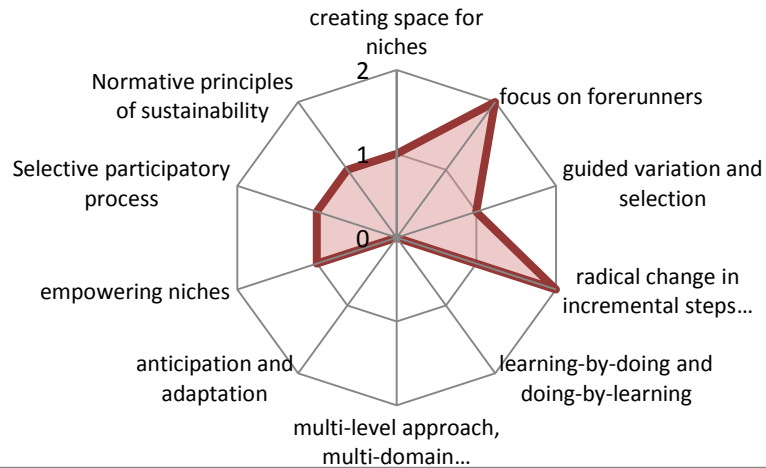 creating space for
niches
2
Normative principles
of sustainability
focus on forerunners
1
Selective participatory
process
guided variation and
selection
0
empowering niches
radical change in
incremental steps…
anticipation and
adaptation
learning-by-doing and
doing-by-learning
multi-level approach,
multi-domain…